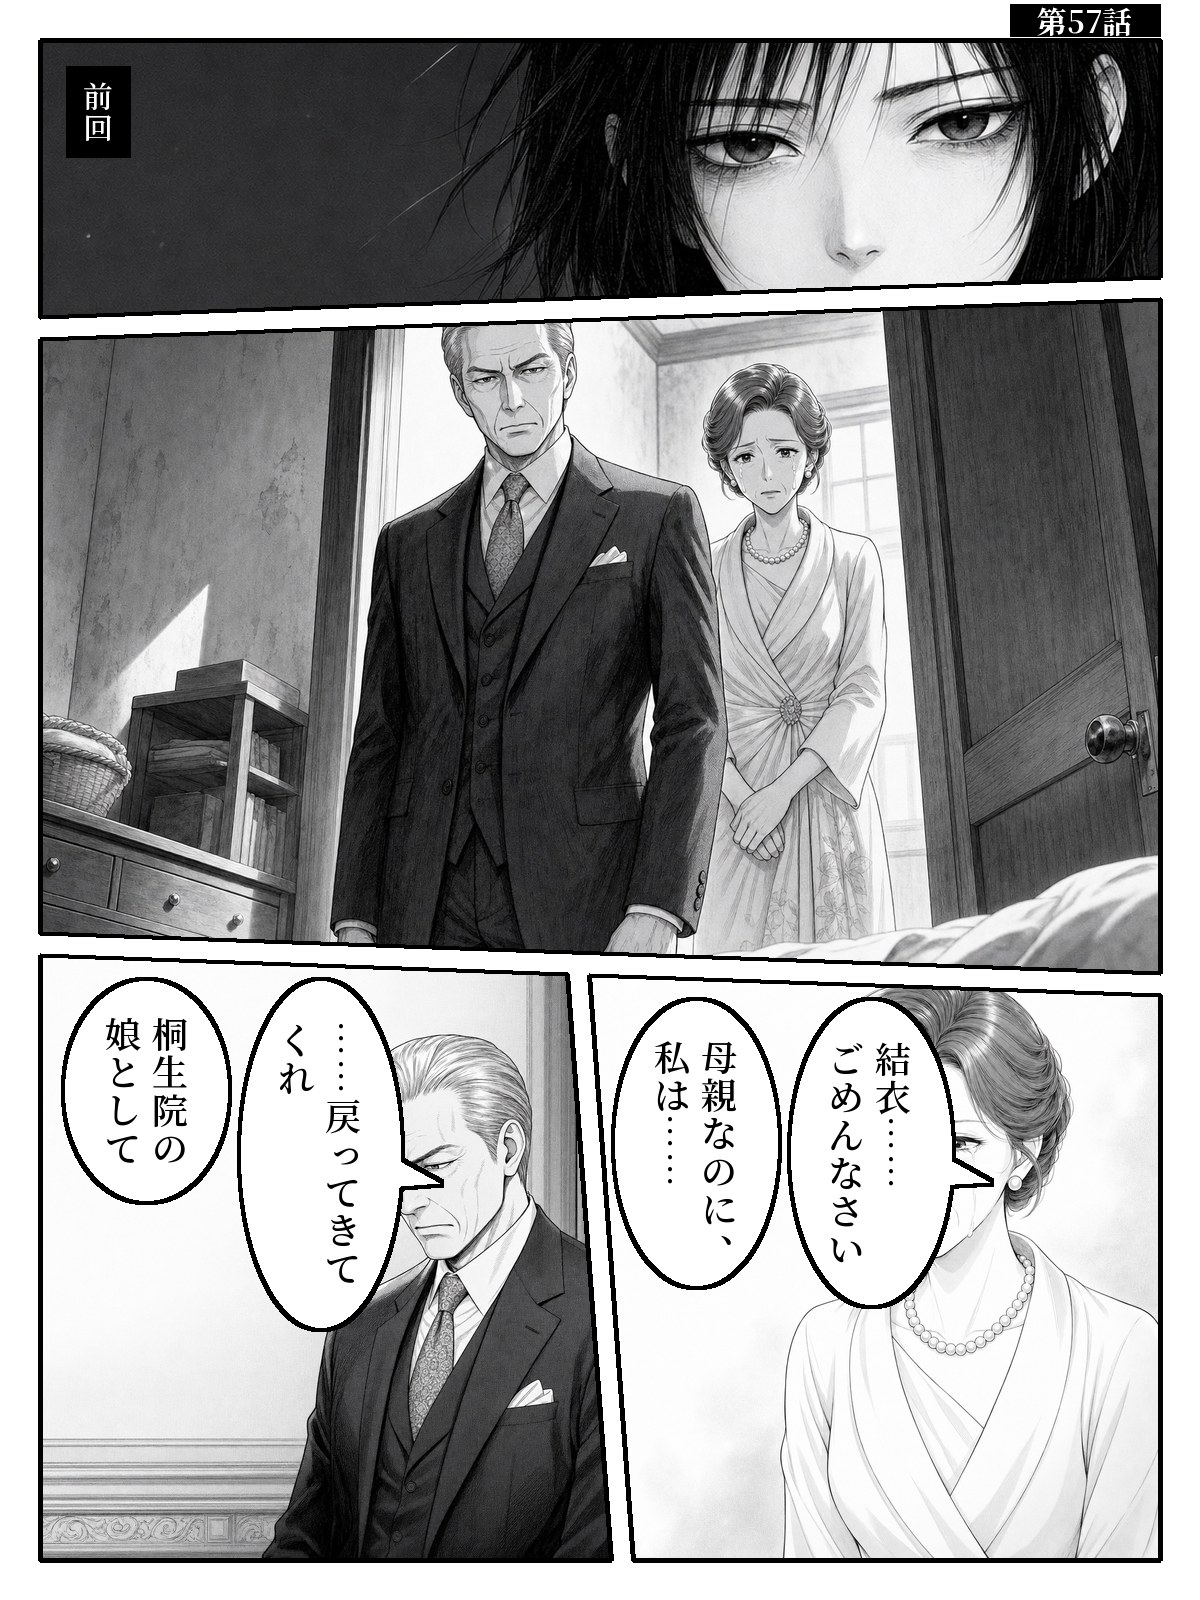 第57話
前回
結衣……
ごめんなさい
母親なのに、
私は……
……戻ってきて
くれ
桐生院の
娘として